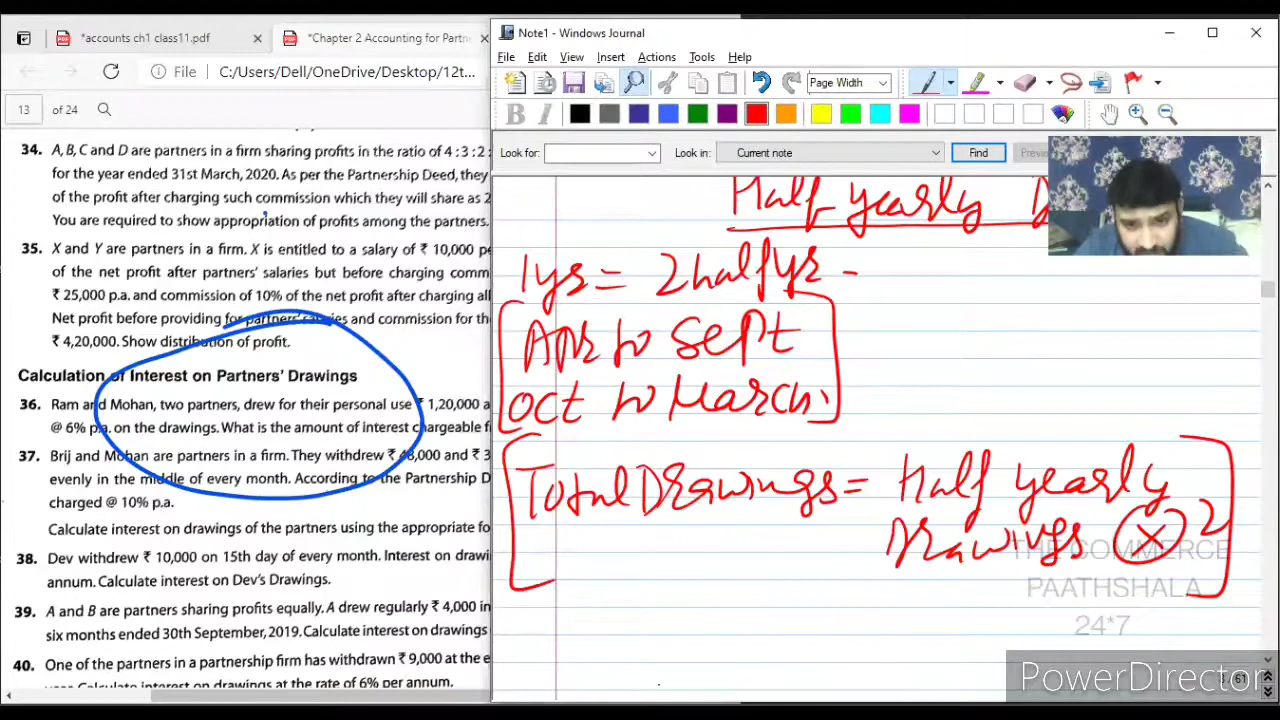 *accounts ch1 class11.pdf
*Chapter 2 Accounting for Partn
File C:/Users/Dell/OneDrive/Desktop/12t...
13 of 24
34. A, B, C and D are partners in a firm sharing profits in the ratio of 4 : 3 : 2 :
for the year ended 31st March, 2020. As per the Partnership Deed, they
of the profit after charging such commission which they will share as 2
You are required to show appropriation of profits among the partners.
35. X and Y are partners in a firm. X is entitled to a salary of ₹ 10,000 pe
of the net profit after partners' salaries but before charging comm
₹ 25,000 p.a. and commission of 10% of the net profit after charging all
Net profit before providing for partners' salaries and commission for the
₹ 4,20,000. Show distribution of profit.
Calculation of Interest on Partners' Drawings
36. Ram and Mohan, two partners, drew for their personal use ₹ 1,20,000 a
@ 6% p.a. on the drawings. What is the amount of interest chargeable f
37. Brij and Mohan are partners in a firm. They withdrew ₹ 48,000 and ₹ 3
evenly in the middle of every month. According to the Partnership D
charged @ 10% p.a.
Calculate interest on drawings of the partners using the appropriate fo
38. Dev withdrew ₹ 10,000 on 15th day of every month. Interest on drawi
annum. Calculate interest on Dev's Drawings.
39. A and B are partners sharing profits equally. A drew regularly ₹ 4,000 in
six months ended 30th September, 2019. Calculate interest on drawings
40. One of the partners in a partnership firm has withdrawn ₹ 9,000 at the e
year. Calculate interest on drawings at the rate of 6% per annum.
Note1 - Windows Journal
File Edit View Insert Actions Tools Help
Page Width
B I
Look for: Look in: Current note Find Previo
Half yearly D
1yrs = 2 half yr -
Apr to Sept
Oct to March.
Total Drawings = Half yearly
Drawings × 2
THE COMMERCE
PAATHSHALA
24*7
PowerDirector